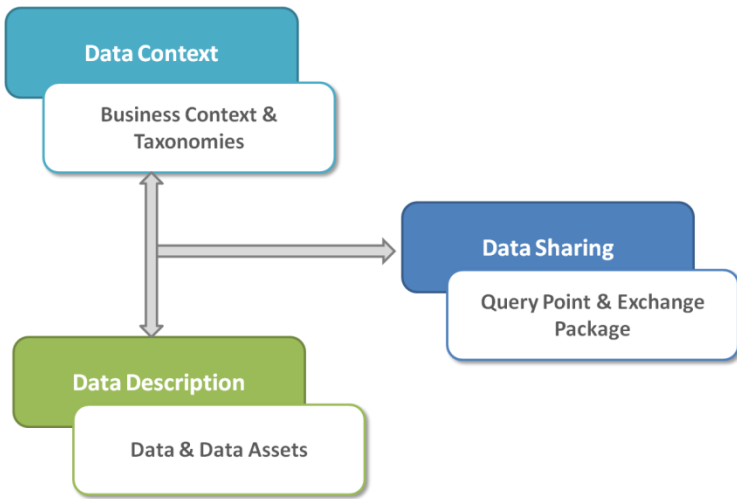 Data Context
Business Context &
Taxonomies
Data Sharing
Query Point & Exchange
Package
Data Description
Data & Data Assets